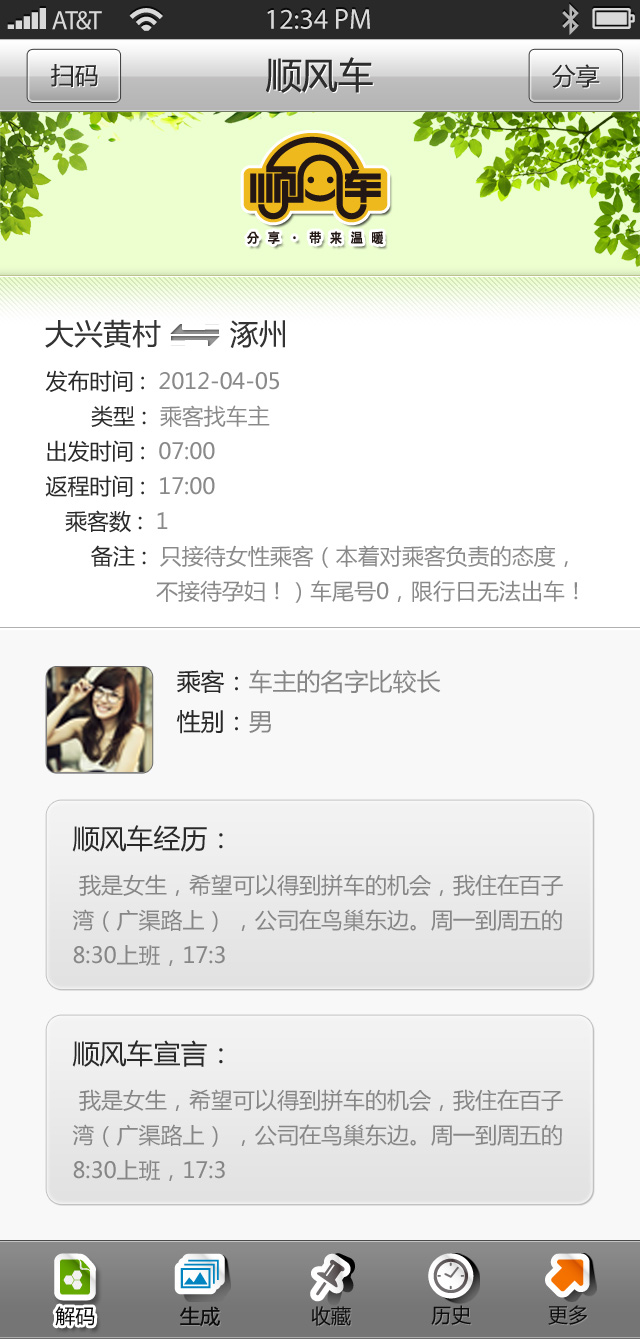 AT&T 12:34 PM
扫码 顺风车 分享
顺风车
分享·带来温暖
大兴黄村 涿州
发布时间：2012-04-05
类型：乘客找车主
出发时间：07:00
返程时间：17:00
乘客数：1
备注：只接待女性乘客（本着对乘客负责的态度，
不接待孕妇！）车尾号0，限行日无法出车！
乘客：车主的名字比较长
性别：男
顺风车经历：
我是女生，希望可以得到拼车的机会，我住在百子
湾（广渠路上），公司在鸟巢东边。周一到周五的
8:30上班，17:3
顺风车宣言：
我是女生，希望可以得到拼车的机会，我住在百子
湾（广渠路上），公司在鸟巢东边。周一到周五的
8:30上班，17:3
解码 生成 收藏 历史 更多